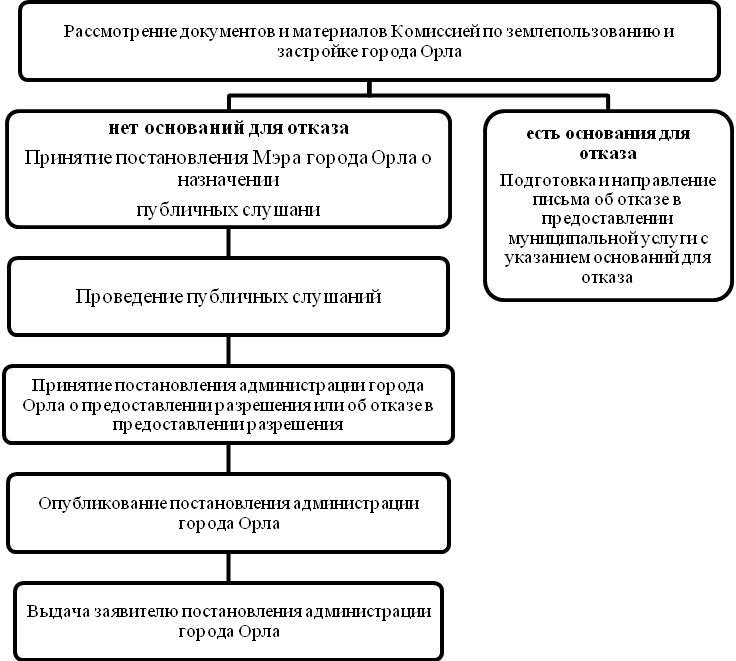 Рассмотрение документов и материалов Комиссией по землепользованию и
застройке города Орла
нет оснований для отказа
Принятие постановления Мэра города Орла о
назначении
публичных слушани
есть основания для
отказа
Подготовка и направление
письма об отказе в
предоставлении
муниципальной услуги с
указанием оснований для
отказа
Проведение публичных слушаний
Принятие постановления администрации города
Орла о предоставлении разрешения или об отказе в
предоставлении разрешения
Опубликование постановления администрации
города Орла
Выдача заявителю постановления администрации
города Орла